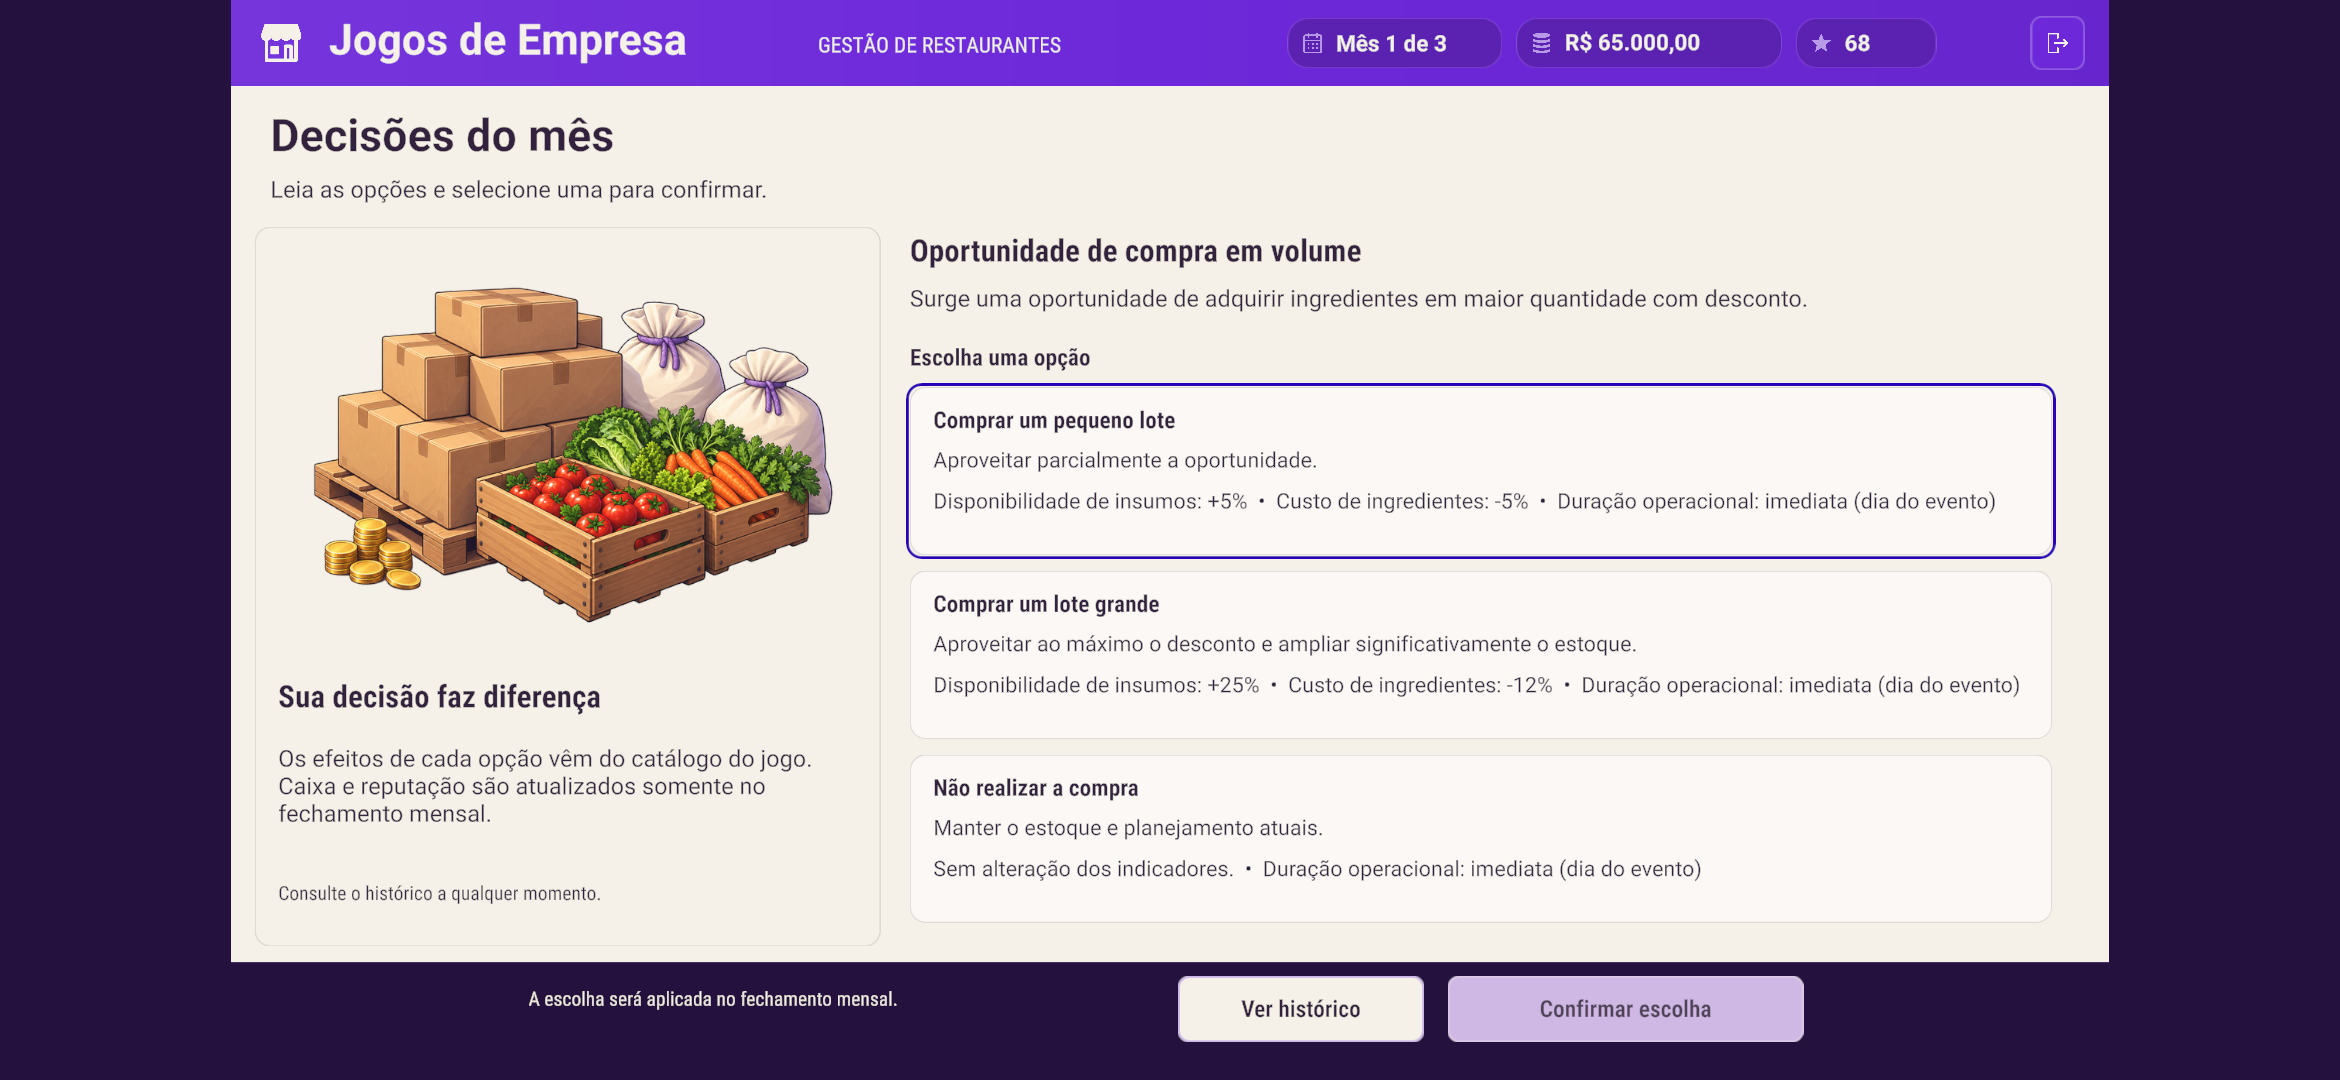 Jogos de Empresa
GESTÃO DE RESTAURANTES
Mês 1 de 3
R$ 65.000,00
68
Decisões do mês
Leia as opções e selecione uma para confirmar.
Sua decisão faz diferença
Os efeitos de cada opção vêm do catálogo do jogo.
Caixa e reputação são atualizados somente no
fechamento mensal.
Consulte o histórico a qualquer momento.
Oportunidade de compra em volume
Surge uma oportunidade de adquirir ingredientes em maior quantidade com desconto.
Escolha uma opção
Comprar um pequeno lote
Aproveitar parcialmente a oportunidade.
Disponibilidade de insumos: +5% • Custo de ingredientes: -5% • Duração operacional: imediata (dia do evento)
Comprar um lote grande
Aproveitar ao máximo o desconto e ampliar significativamente o estoque.
Disponibilidade de insumos: +25% • Custo de ingredientes: -12% • Duração operacional: imediata (dia do evento)
Não realizar a compra
Manter o estoque e planejamento atuais.
Sem alteração dos indicadores. • Duração operacional: imediata (dia do evento)
A escolha será aplicada no fechamento mensal.
Ver histórico
Confirmar escolha